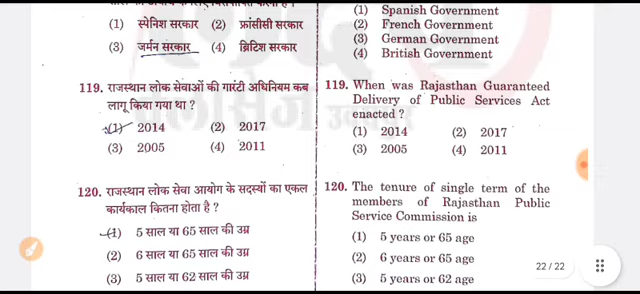 (1) स्पेनिश सरकार (2) फ्रांसीसी सरकार
(3) जर्मन सरकार (4) ब्रिटिश सरकार
119. राजस्थान लोक सेवाओं की गारंटी अधिनियम कब
लागू किया गया था ?
(1) 2014 (2) 2017
(3) 2005 (4) 2011
120. राजस्थान लोक सेवा आयोग के सदस्यों का एकल
कार्यकाल कितना होता है ?
(1) 5 साल या 65 साल की उम्र
(2) 6 साल या 65 साल की उम्र
(3) 5 साल या 62 साल की उम्र
(1) Spanish Government
(2) French Government
(3) German Government
(4) British Government
119. When was Rajasthan Guaranteed
Delivery of Public Services Act
enacted ?
(1) 2014 (2) 2017
(3) 2005 (4) 2011
120. The tenure of single term of the
members of Rajasthan Public
Service Commission is
(1) 5 years or 65 age
(2) 6 years or 65 age
(3) 5 years or 62 age
22 / 22